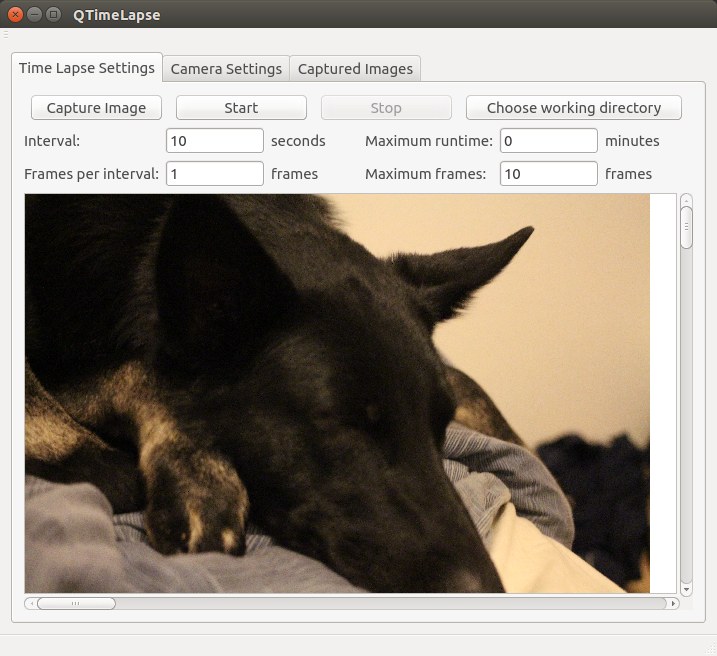 QTimeLapse
Time Lapse Settings Camera Settings Captured Images
Capture Image Start Stop Choose working directory
Interval: 10 seconds Maximum runtime: 0 minutes
Frames per interval: 1 frames Maximum frames: 10 frames